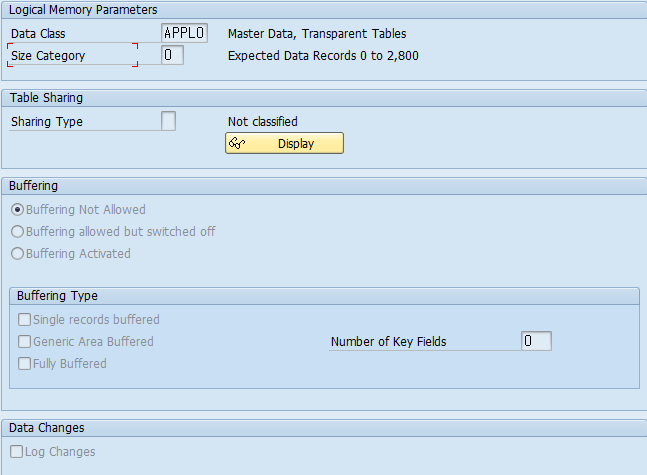 Logical Memory Parameters
Data Class APPL0 Master Data, Transparent Tables
Size Category 0 Expected Data Records 0 to 2,800
Table Sharing
Sharing Type Not classified
Display
Buffering
Buffering Not Allowed
Buffering allowed but switched off
Buffering Activated
Buffering Type
Single records buffered
Generic Area Buffered Number of Key Fields 0
Fully Buffered
Data Changes
Log Changes